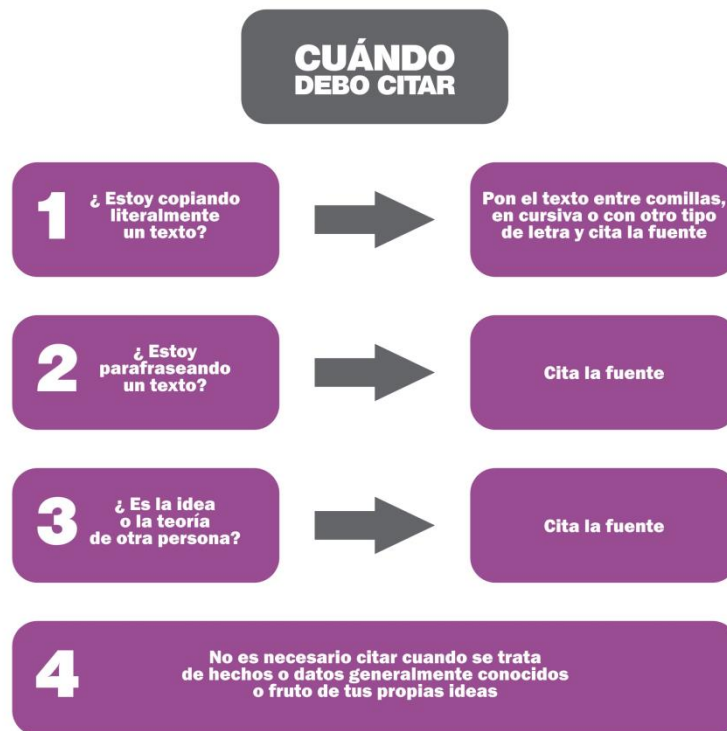 CUÁNDO
DEBO CITAR
1
¿ Estoy copiando
literalmente
un texto?
Pon el texto entre comillas,
en cursiva o con otro tipo
de letra y cita la fuente
2
¿ Estoy
parafraseando
un texto?
Cita la fuente
3
¿ Es la idea
o la teoría
de otra persona?
Cita la fuente
4
No es necesario citar cuando se trata
de hechos o datos generalmente conocidos
o fruto de tus propias ideas